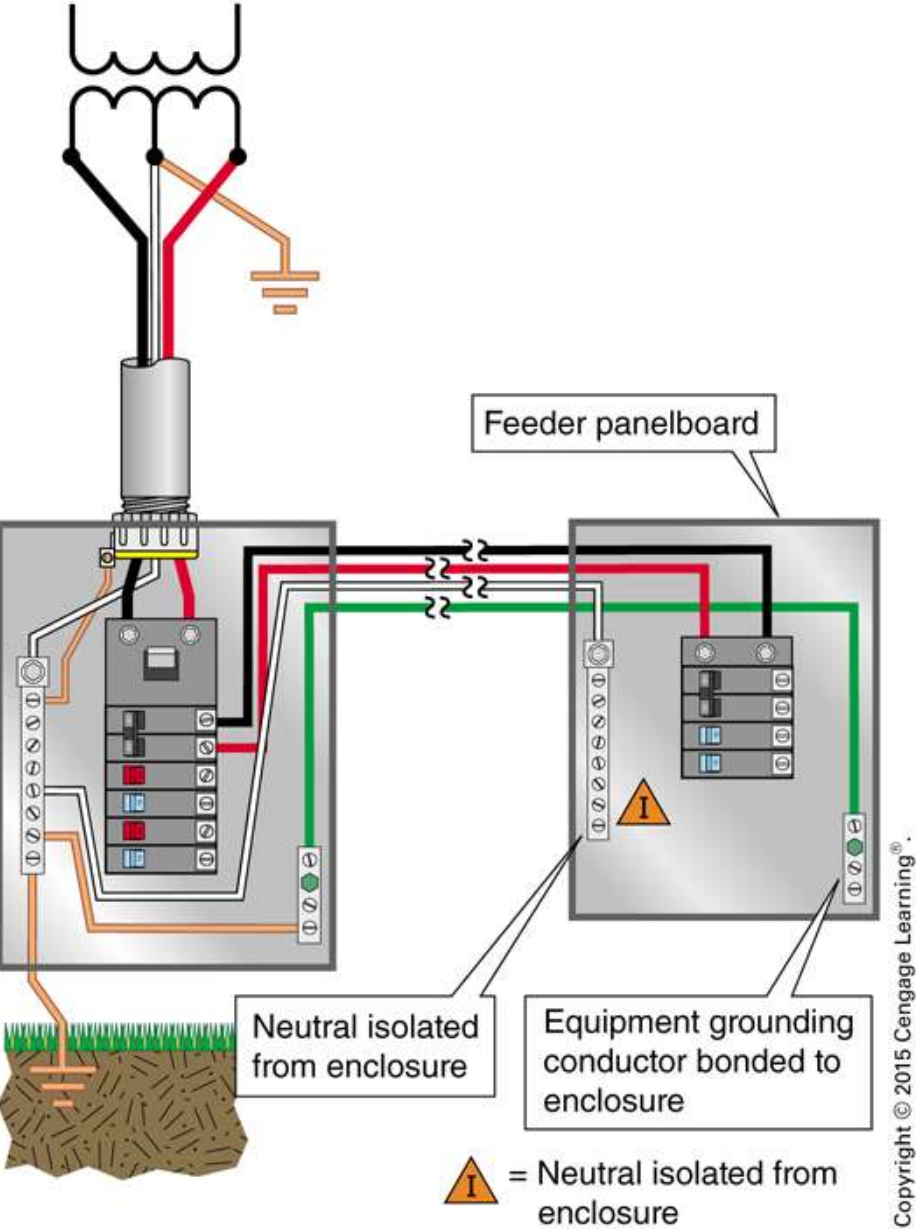 Feeder panelboard
I
Neutral isolated
from enclosure
Equipment grounding
conductor bonded to
enclosure
I
= Neutral isolated from
enclosure
Copyright © 2015 Cengage Learning®.